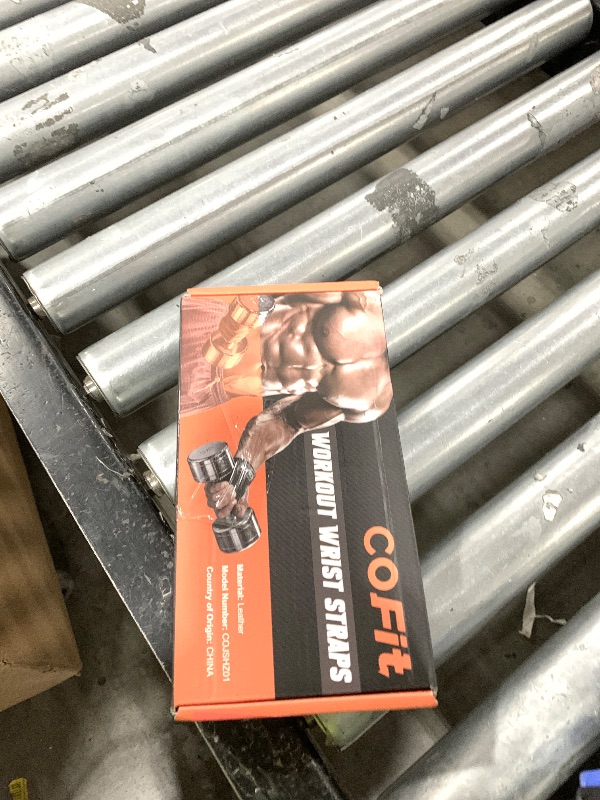 COFit
WORKOUT WRIST STRAPS
Material: Leather
Model Number: COJSHZ01
Country of Origin: CHINA